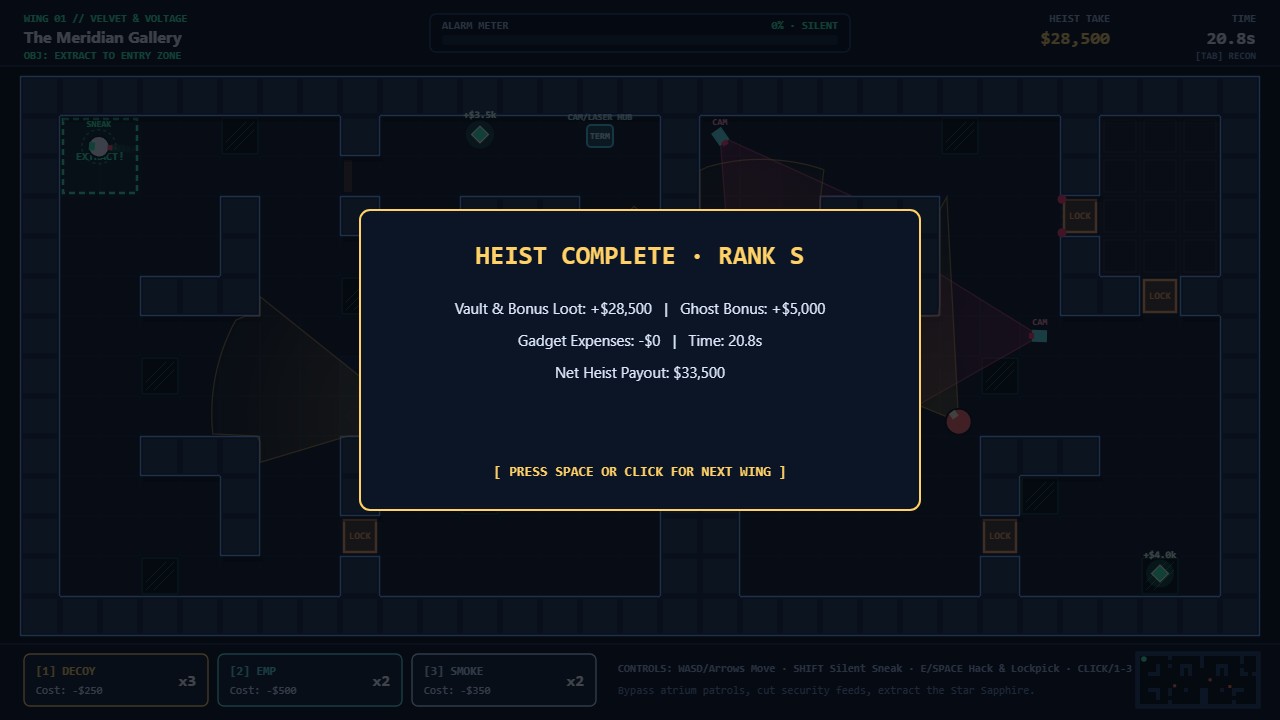 WING 01 // VELVET & VOLTAGE
The Meridian Gallery
OBJ: EXTRACT TO ENTRY ZONE
ALARM METER
0% · SILENT
HEIST TAKE
$28,500
TIME
20.8s
[TAB] RECON
SNEAK
EXTRACT!
+$3.5k
CAM/LASER HUB
TERM
CAM
LOCK
LOCK
CAM
HEIST COMPLETE · RANK S
Vault & Bonus Loot: +$28,500 | Ghost Bonus: +$5,000
Gadget Expenses: -$0 | Time: 20.8s
Net Heist Payout: $33,500
[ PRESS SPACE OR CLICK FOR NEXT WING ]
LOCK
LOCK
+$4.0k
[1] DECOY
Cost: -$250
x3
[2] EMP
Cost: -$500
x2
[3] SMOKE
Cost: -$350
x2
CONTROLS: WASD/Arrows Move · SHIFT Silent Sneak · E/SPACE Hack & Lockpick · CLICK/1-3
Bypass atrium patrols, cut security feeds, extract the Star Sapphire.